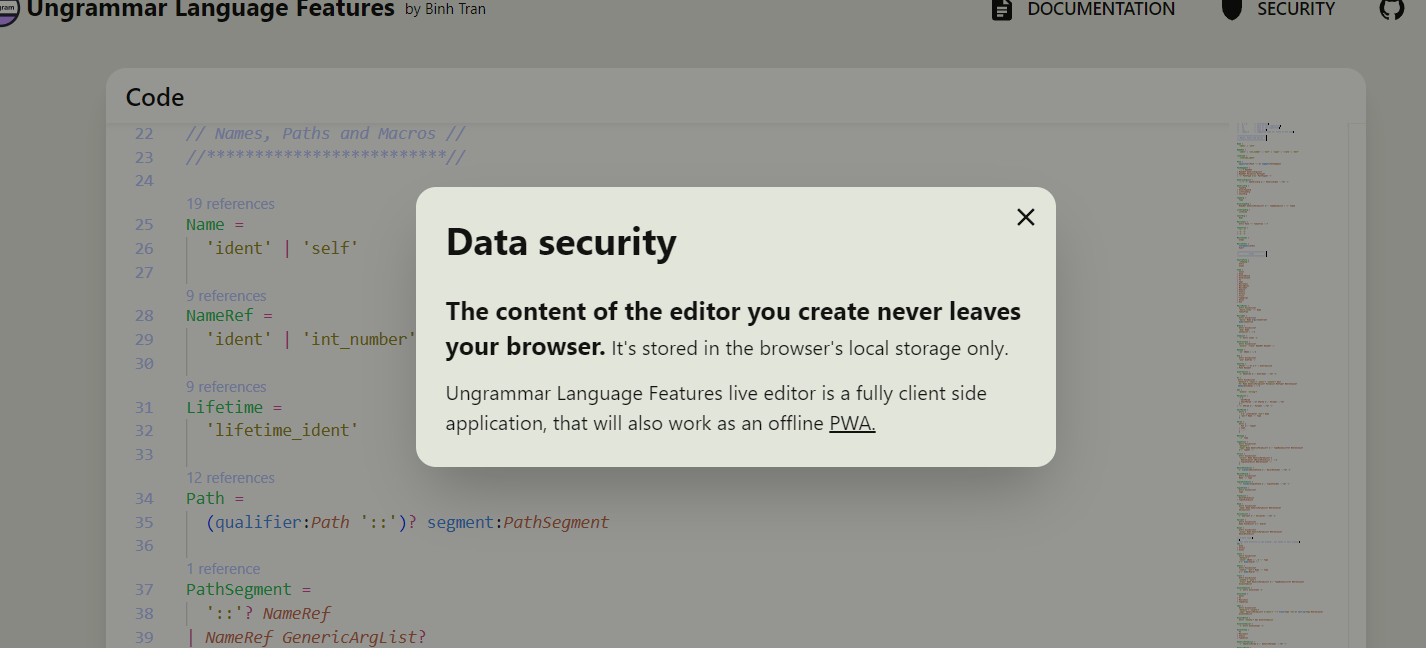 Ungrammar Language Features by Binh Tran DOCUMENTATION SECURITY
Code
22 // Names, Paths and Macros //
23 //*************************//
24
19 references
25 Name =
26 'ident' | 'self'
27
9 references
28 NameRef =
29 'ident' | 'int_number'
30
9 references
31 Lifetime =
32 'lifetime_ident'
33
12 references
34 Path =
35 (qualifier:Path '::')? segment:PathSegment
36
1 reference
37 PathSegment =
38 '::'? NameRef
39 | NameRef GenericArgList?
Data security
The content of the editor you create never leaves
your browser. It's stored in the browser's local storage only.
Ungrammar Language Features live editor is a fully client side
application, that will also work as an offline PWA.